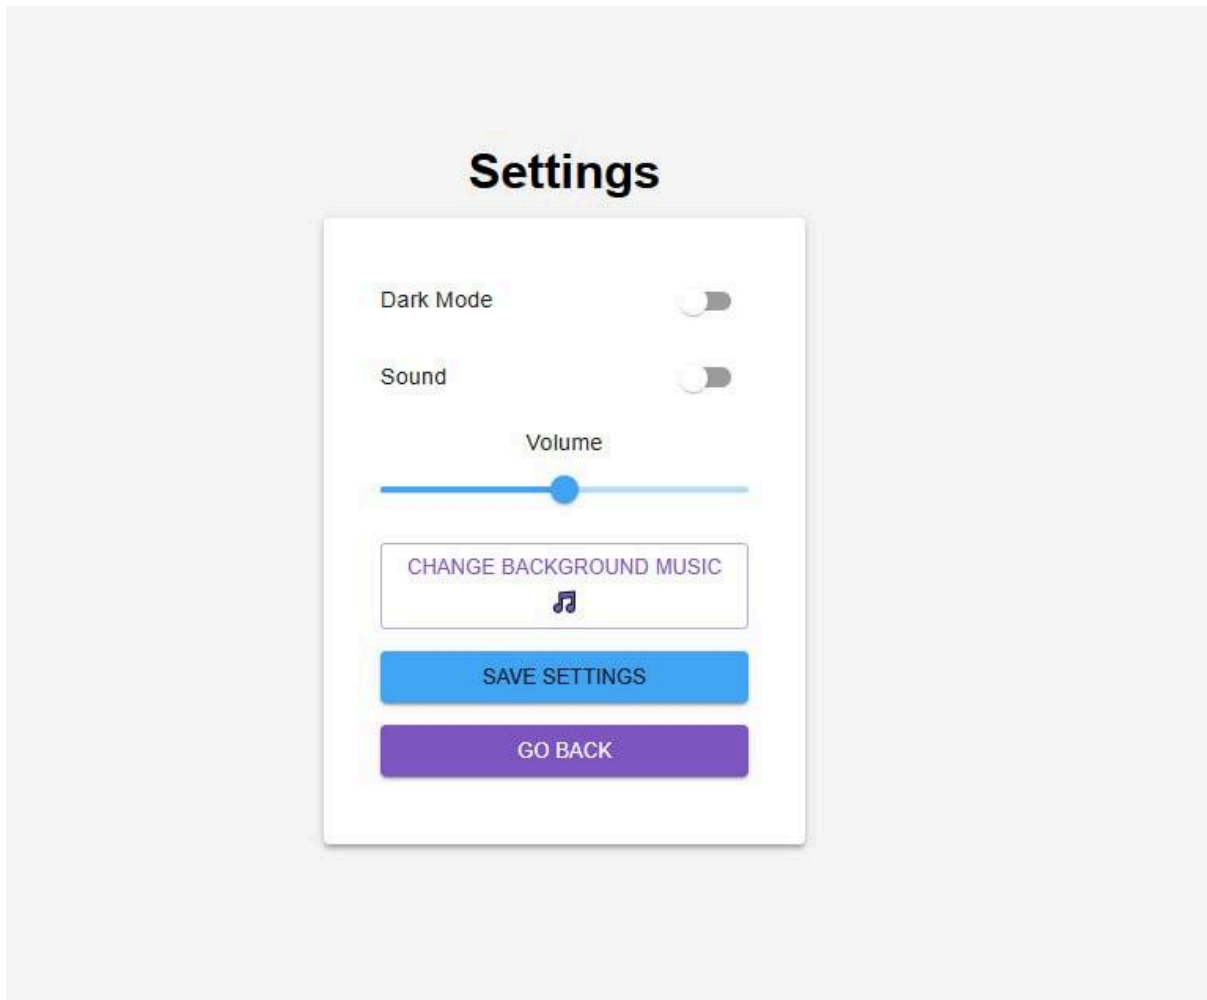 Settings
Dark Mode
Sound
Volume
CHANGE BACKGROUND MUSIC
SAVE SETTINGS
GO BACK